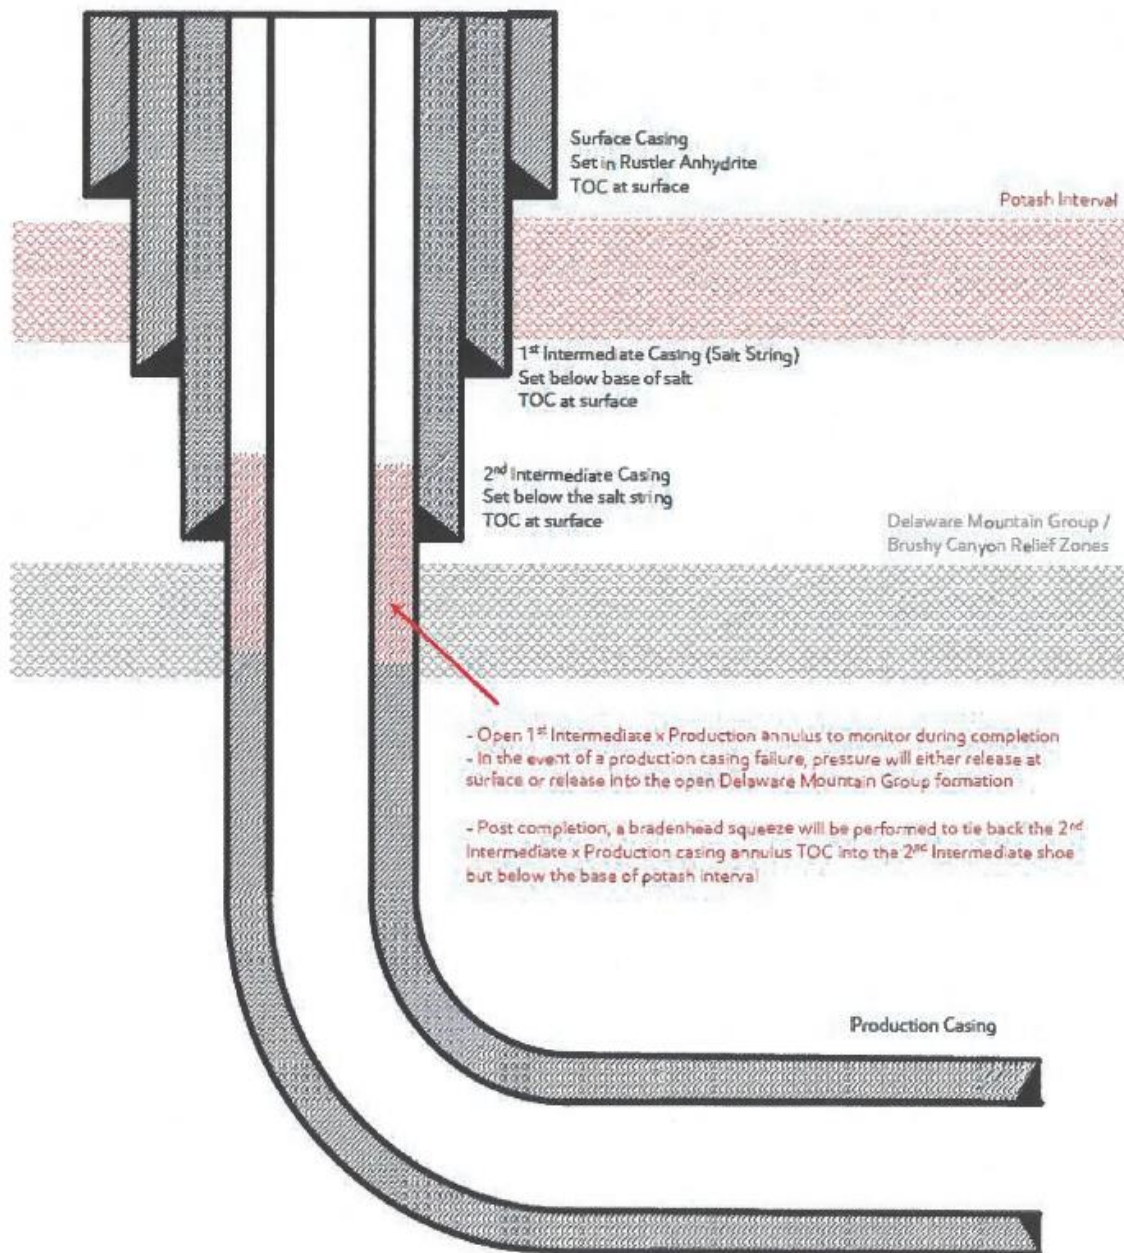 Surface Casing
Set in Rustler Anhydrite
TOC at surface
Potash Interval
1st Intermediate Casing (Salt String)
Set below base of salt
TOC at surface
2nd Intermediate Casing
Set below the salt string
TOC at surface
Delaware Mountain Group /
Brushy Canyon Relief Zones
- Open 1st Intermediate x Production annulus to monitor during completion
- In the event of a production casing failure, pressure will either release at
surface or release into the open Delaware Mountain Group formation
- Post completion, a bradenhead squeeze will be performed to tie back the 2nd
Intermediate x Production casing annulus TOC into the 2nd Intermediate shoe
but below the base of potash interval
Production Casing